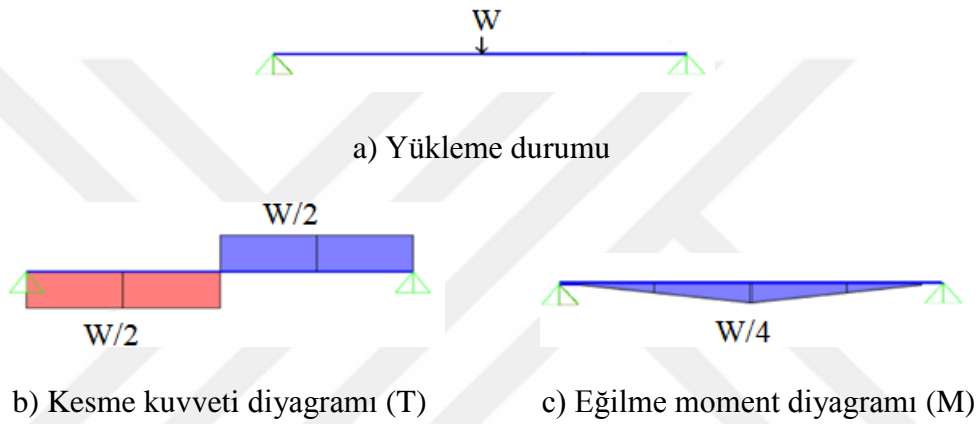 W
a) Yükleme durumu
W/2
W/2
b) Kesme kuvveti diyagramı (T)
W/4
c) Eğilme moment diyagramı (M)